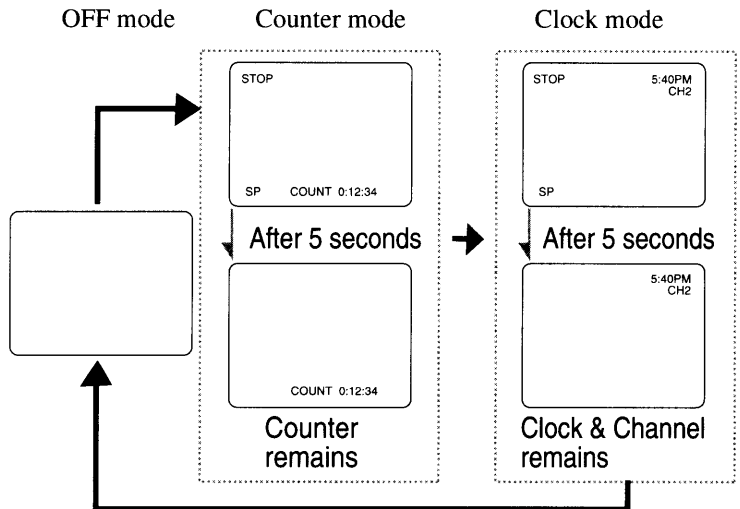 OFF mode
Counter mode
Clock mode
STOP
SP COUNT 0:12:34
After 5 seconds
COUNT 0:12:34
Counter
remains
STOP 5:40PM
CH2
SP
After 5 seconds
5:40PM
CH2
Clock & Channel
remains